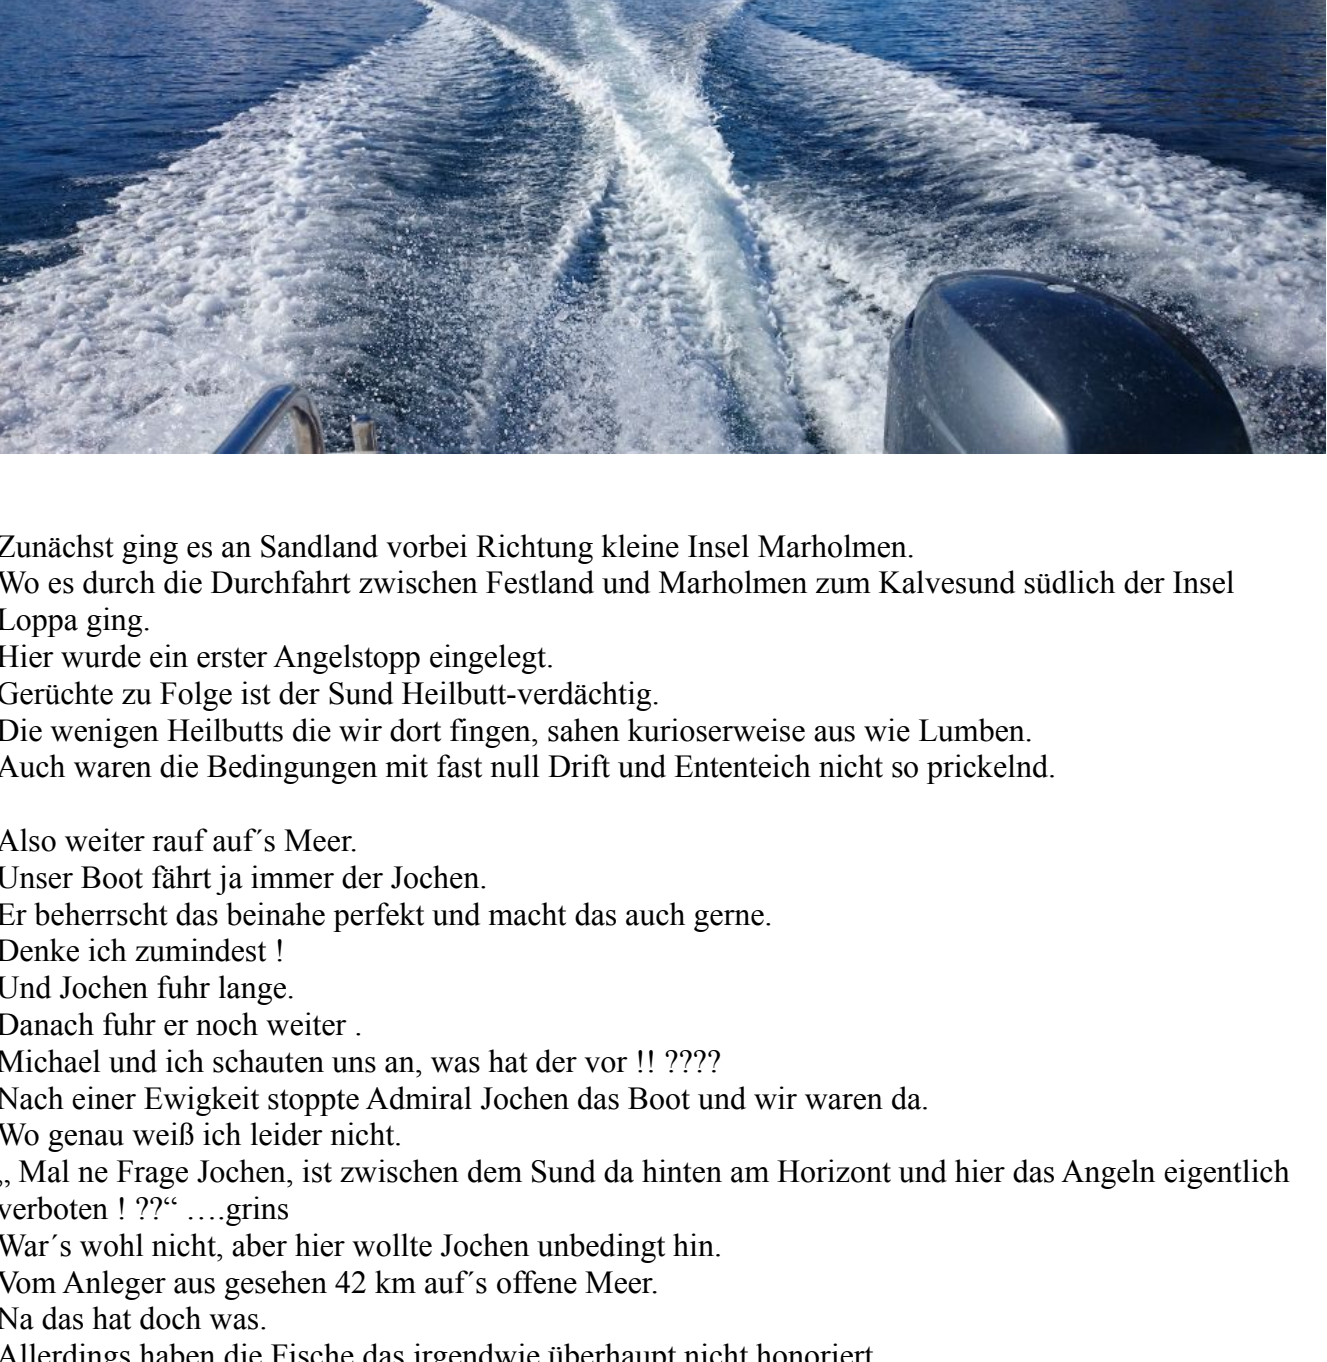 Zunächst ging es an Sandland vorbei Richtung kleine Insel Marholmen.
Wo es durch die Durchfahrt zwischen Festland und Marholmen zum Kalvesund südlich der Insel
Loppa ging.
Hier wurde ein erster Angelstopp eingelegt.
Gerüchte zu Folge ist der Sund Heilbutt-verdächtig.
Die wenigen Heilbutts die wir dort fingen, sahen kurioserweise aus wie Lumben.
Auch waren die Bedingungen mit fast null Drift und Ententeich nicht so prickelnd.
Also weiter rauf auf´s Meer.
Unser Boot fährt ja immer der Jochen.
Er beherrscht das beinahe perfekt und macht das auch gerne.
Denke ich zumindest !
Und Jochen fuhr lange.
Danach fuhr er noch weiter .
Michael und ich schauten uns an, was hat der vor !! ????
Nach einer Ewigkeit stoppte Admiral Jochen das Boot und wir waren da.
Wo genau weiß ich leider nicht.
„ Mal ne Frage Jochen, ist zwischen dem Sund da hinten am Horizont und hier das Angeln eigentlich
verboten ! ??“ ….grins
War´s wohl nicht, aber hier wollte Jochen unbedingt hin.
Vom Anleger aus gesehen 42 km auf´s offene Meer.
Na das hat doch was.
Allerdings haben die Fische das irgendwie überhaupt nicht honoriert